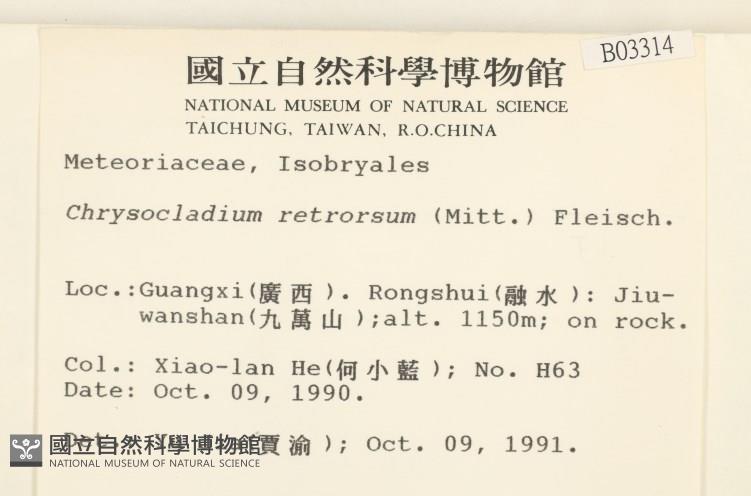 B03314
國立自然科學博物館
NATIONAL MUSEUM OF NATURAL SCIENCE
TAICHUNG, TAIWAN, R.O.CHINA
Meteoriaceae, Isobryales
Chrysocladium retrorsum (Mitt.) Fleisch.
Loc.:Guangxi(廣西). Rongshui(融水): Jiu-
wanshan(九萬山);alt. 1150m; on rock.
Col.: Xiao-lan He(何小藍); No. H63
Date: Oct. 09, 1990.
賈渝); Oct. 09, 1991.
國立自然科學博物館
NATIONAL MUSEUM OF NATURAL SCIENCE